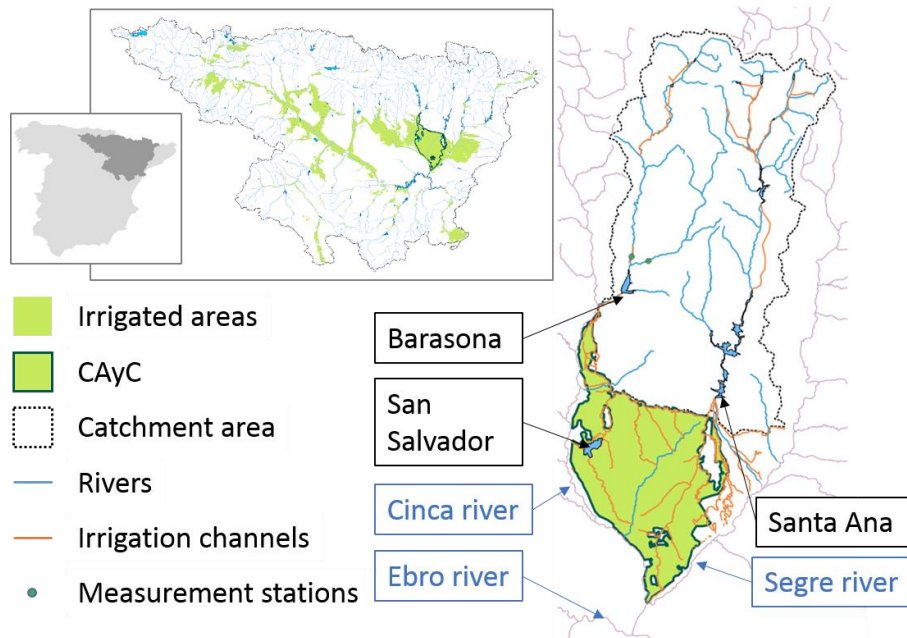 Irrigated areas
CAyC
Catchment area
Rivers
Irrigation channels
Measurement stations
Barasona
San
Salvador
Cinca river
Ebro river
Santa Ana
Segre river